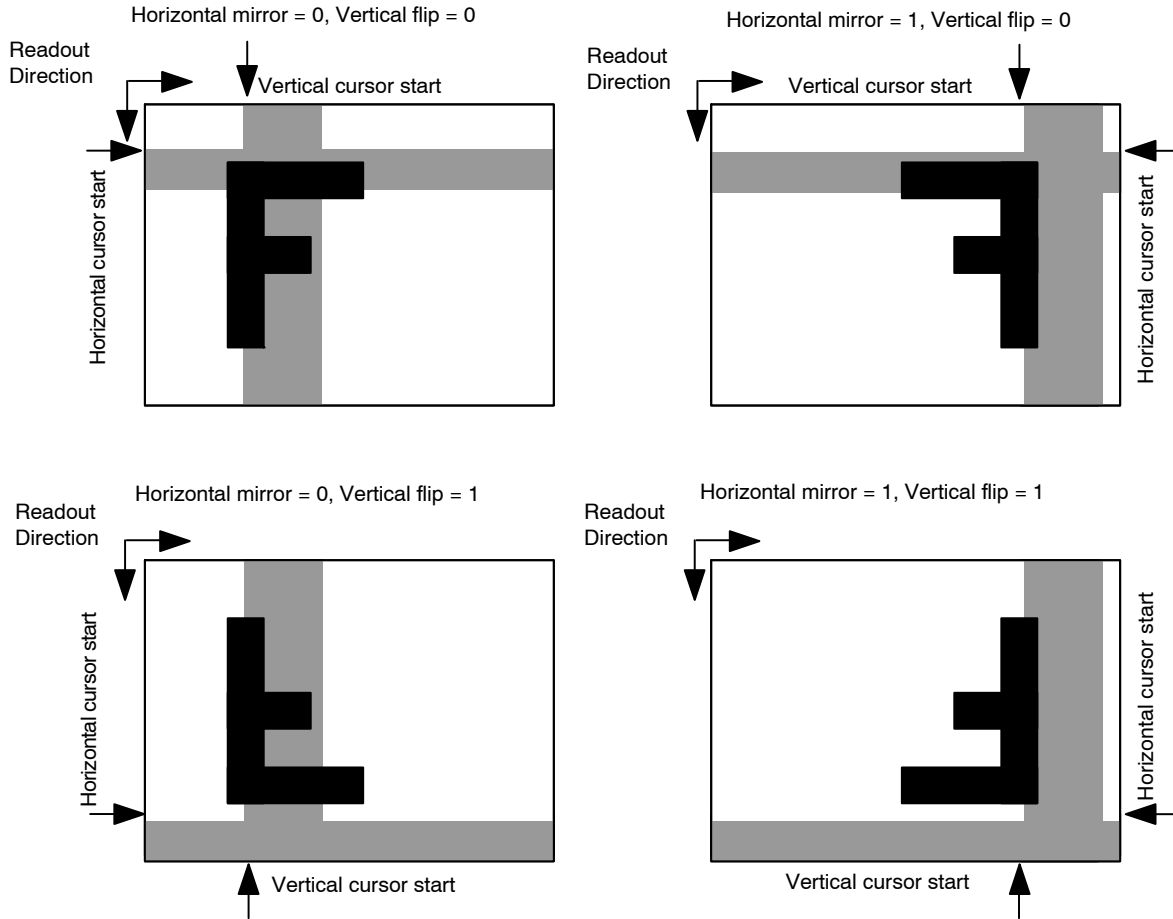 Horizontal mirror = 0, Vertical flip = 0
Readout
Direction
Vertical cursor start
Horizontal cursor start
Horizontal mirror = 1, Vertical flip = 0
Readout
Direction
Vertical cursor start
Horizontal cursor start
Horizontal mirror = 0, Vertical flip = 1
Readout
Direction
Horizontal cursor start
Vertical cursor start
Horizontal mirror = 1, Vertical flip = 1
Readout
Direction
Horizontal cursor start
Vertical cursor start